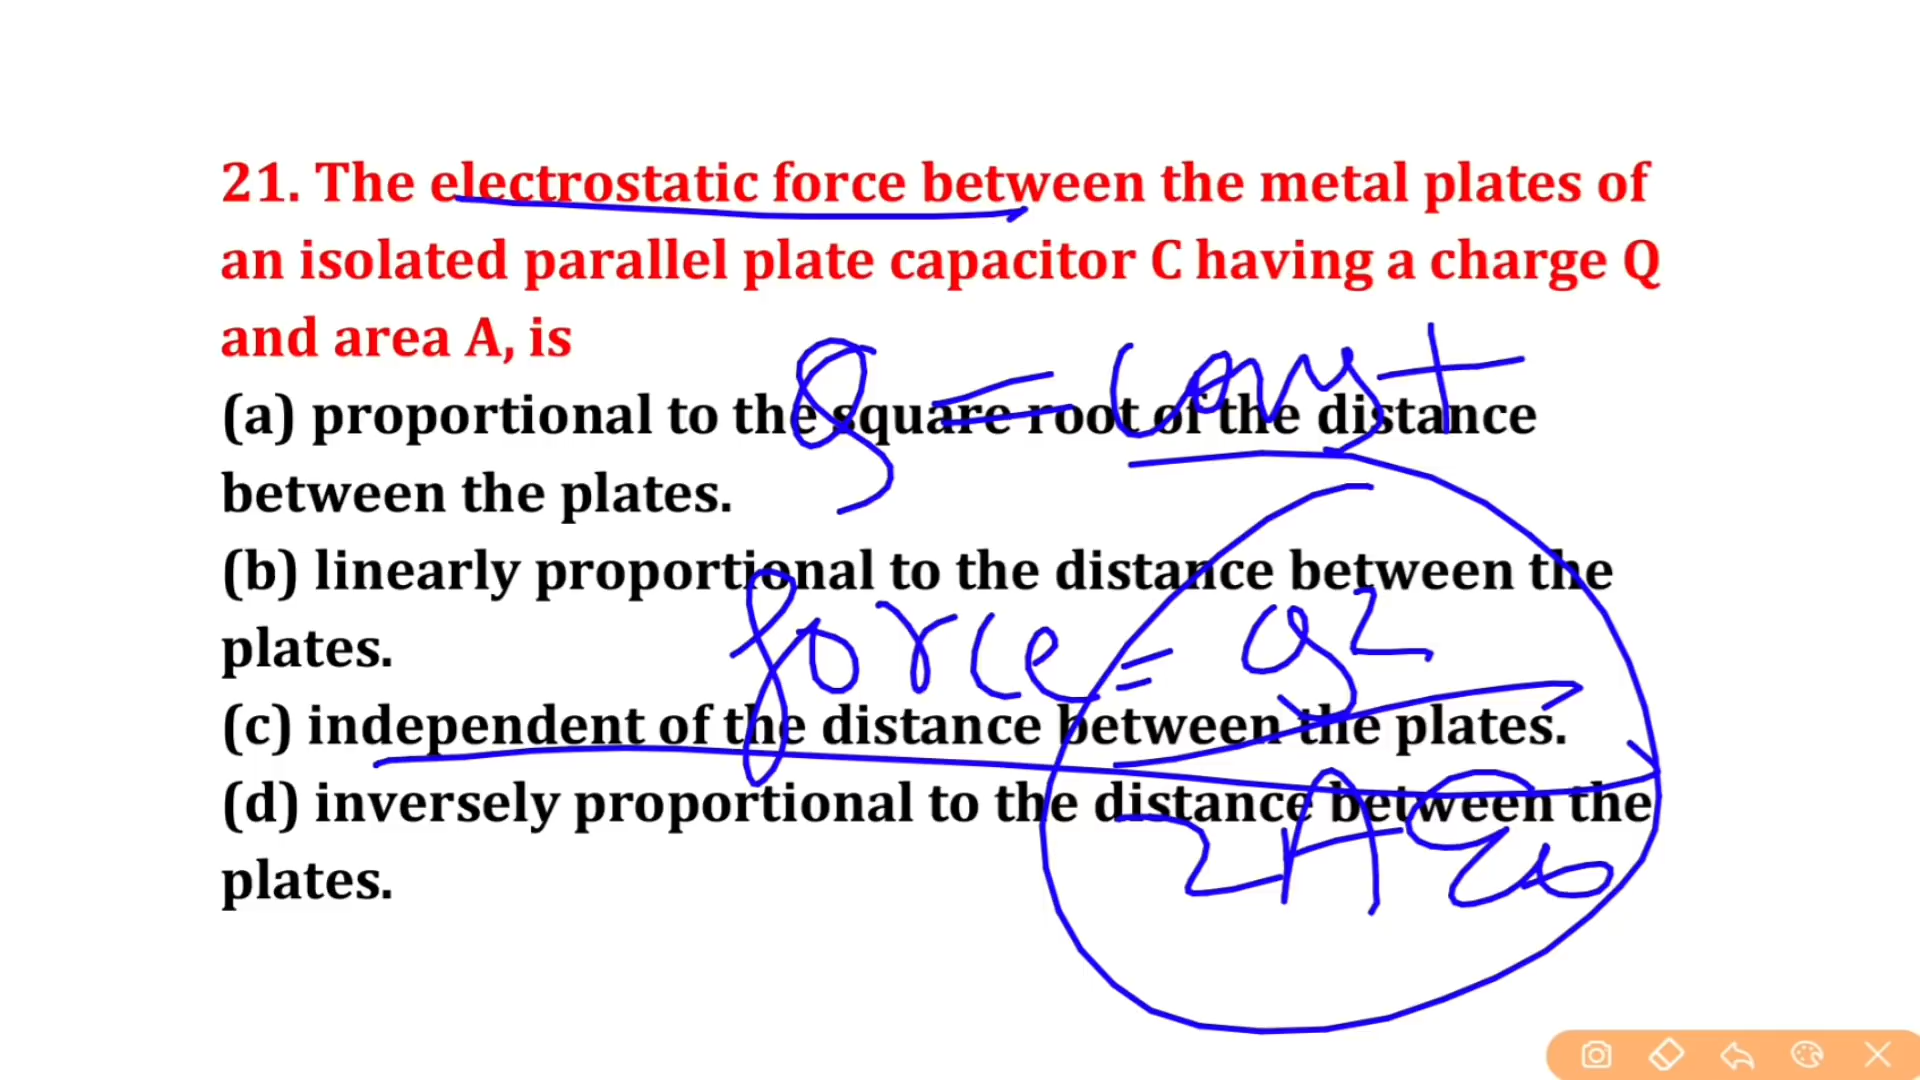 21. The electrostatic force between the metal plates of
an isolated parallel plate capacitor C having a charge Q
and area A, is
Q = const
(a) proportional to the square root of the distance
between the plates.
(b) linearly proportional to the distance between the
plates.
force = Q²
(c) independent of the distance between the plates.
(d) inversely proportional to the distance between the
2Aε₀
plates.